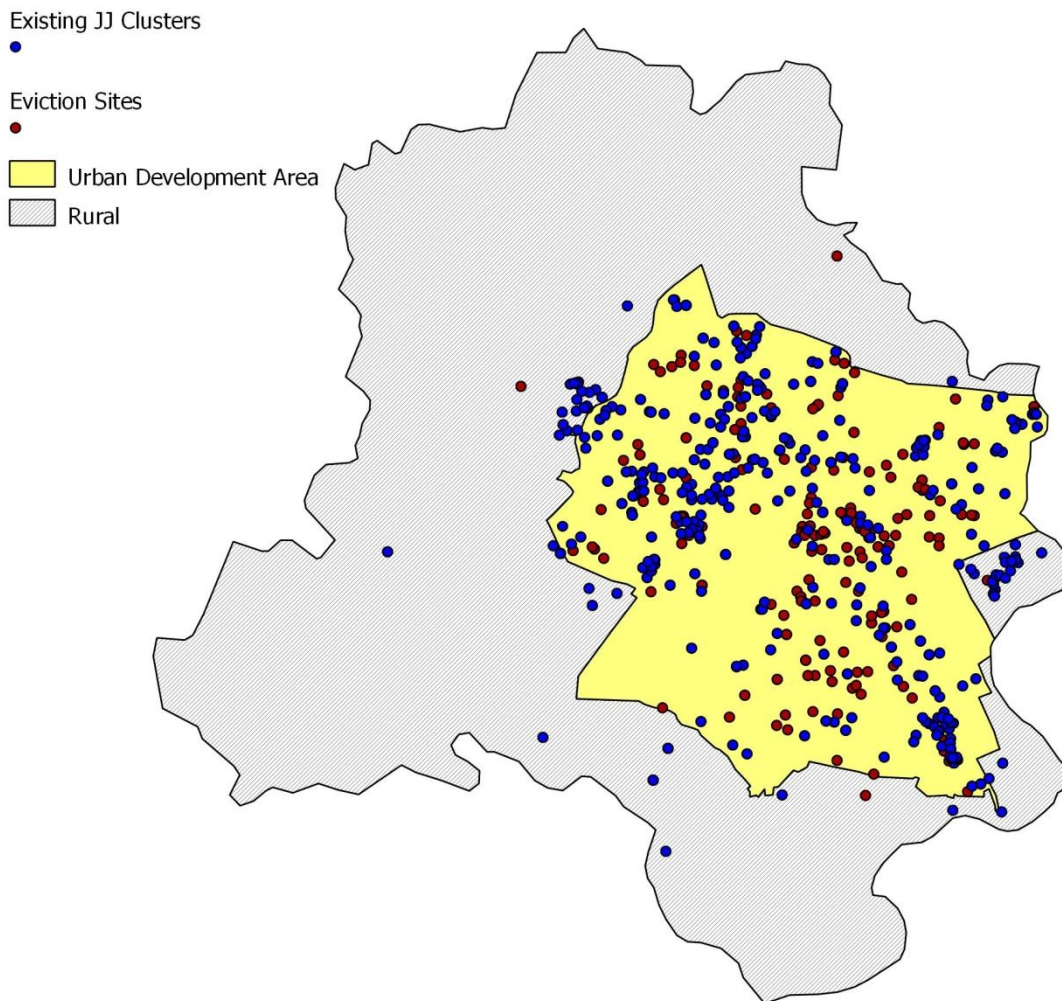 Existing JJ Clusters
Eviction Sites
Urban Development Area
Rural